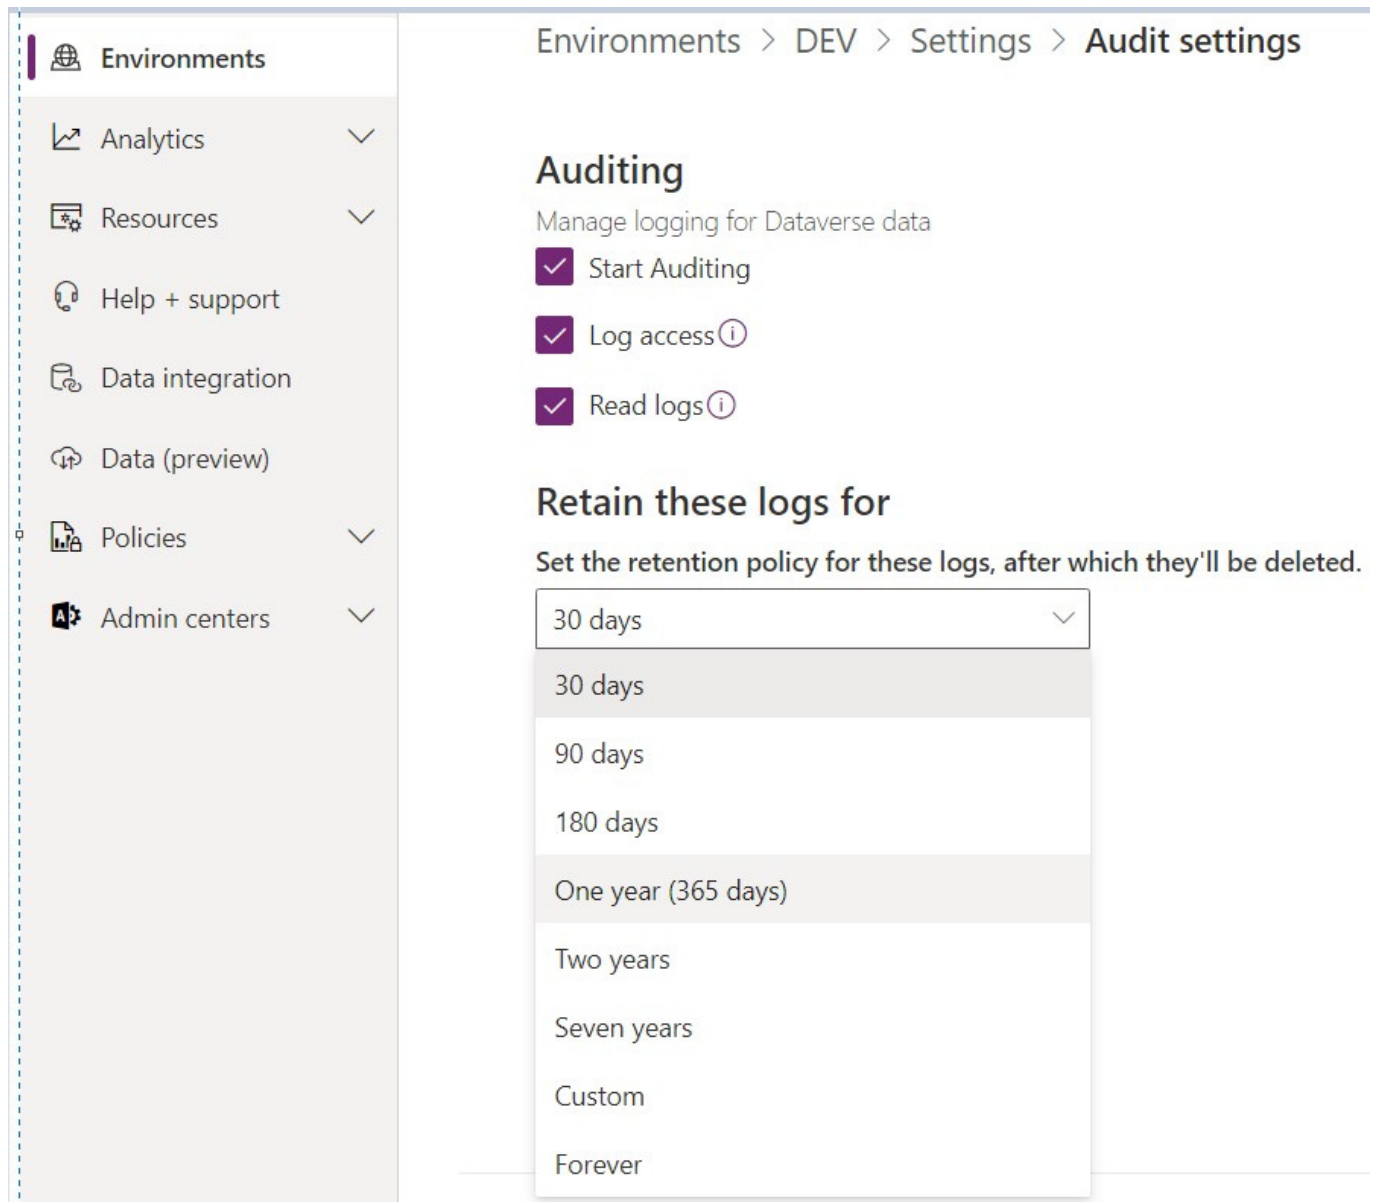 Environments
Analytics
Resources
Help + support
Data integration
Data (preview)
Policies
Admin centers
Environments > DEV > Settings > Audit settings
Auditing
Manage logging for Dataverse data
Start Auditing
Log access
Read logs
Retain these logs for
Set the retention policy for these logs, after which they'll be deleted.
30 days
30 days
90 days
180 days
One year (365 days)
Two years
Seven years
Custom
Forever